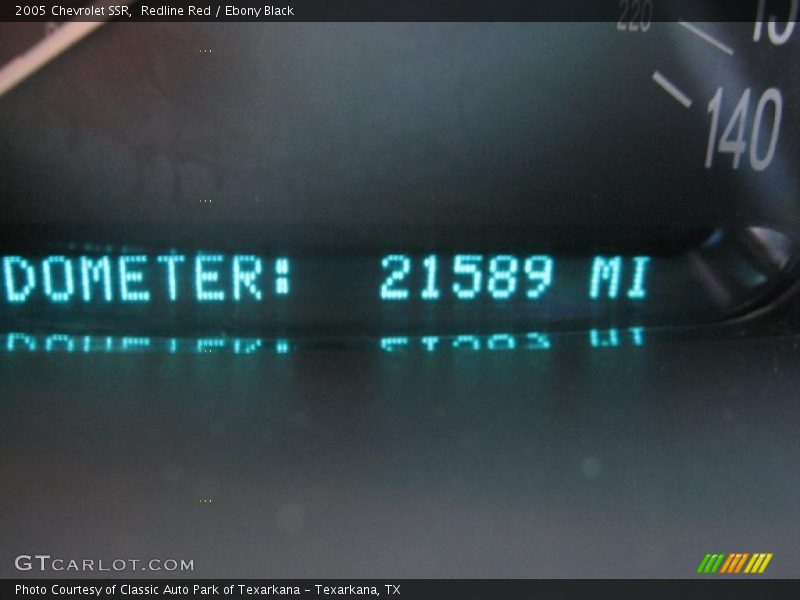 2005 Chevrolet SSR, Redline Red / Ebony Black
220
140
DOMETER: 21589 MI
GTCARLOT.COM
Photo Courtesy of Classic Auto Park of Texarkana - Texarkana, TX